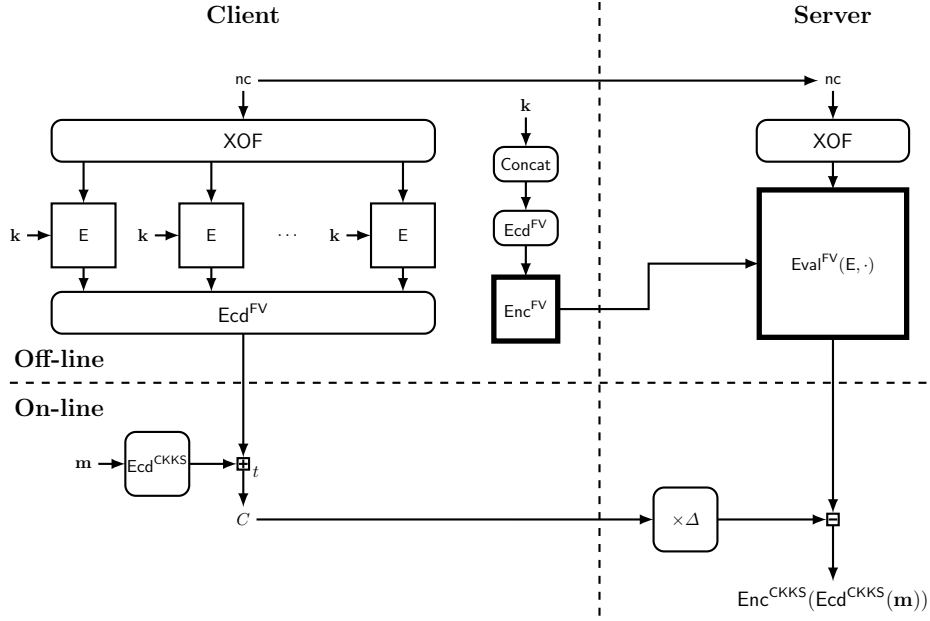 Client
Server
nc
nc
k
XOF
XOF
Concat
k
E
k
E
· · ·
k
E
Ecd^FV
Eval^FV(E, ·)
Ecd^FV
Enc^FV
Off-line
On-line
m
Ecd^CKKS
t
C
×Δ
Enc^CKKS(Ecd^CKKS(m))